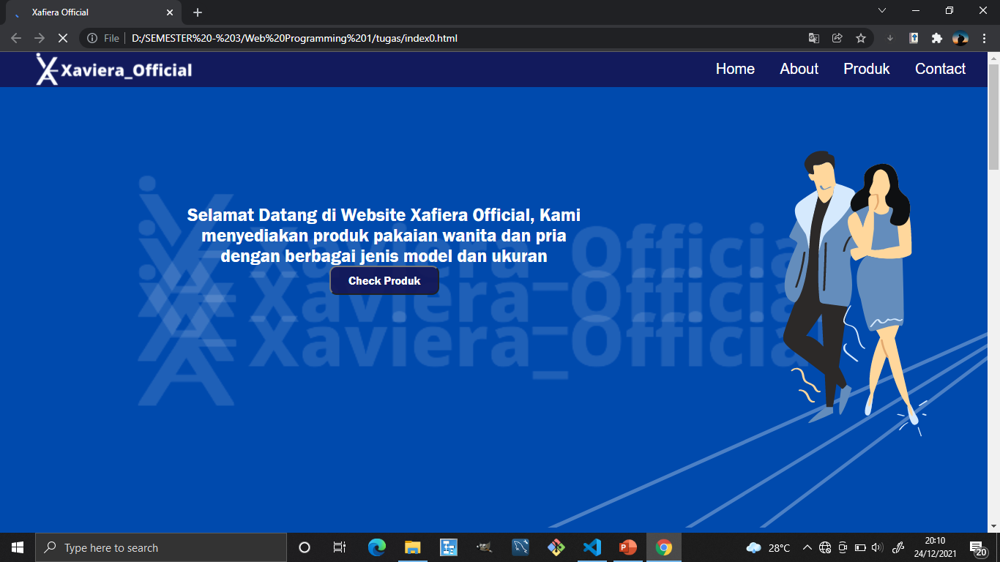 Xafiera Official
File
D:/SEMESTER%20-%203/Web%20Programming%201/tugas/index0.html
Xaviera_Official
Home
About
Produk
Contact
Selamat Datang di Website Xafiera Official, Kami
menyediakan produk pakaian wanita dan pria
dengan berbagai jenis model dan ukuran
Check Produk
Xaviera_Official
Xaviera_Official
Xaviera_Official
Type here to search
28°C
20:10
24/12/2021
20